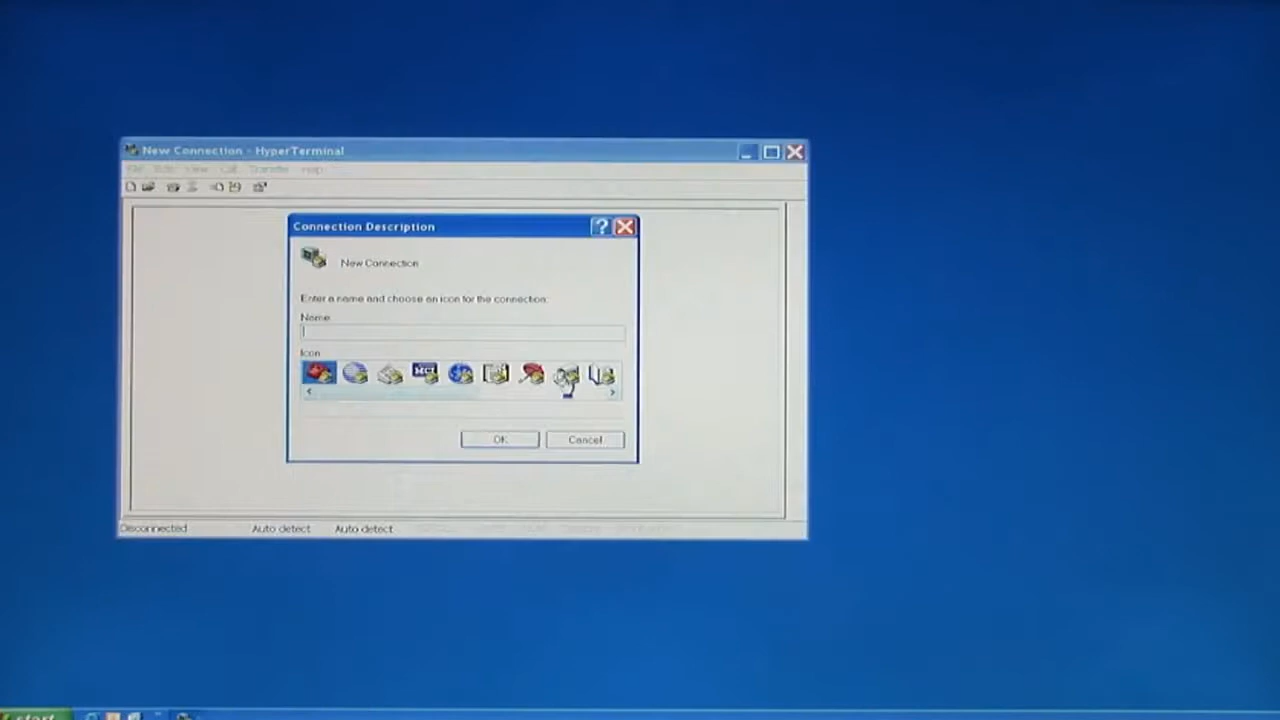 New Connection - HyperTerminal
File Edit View Call Transfer Help
Connection Description
New Connection
Enter a name and choose an icon for the connection:
Name:
Icon
MCI
OK Cancel
Disconnected Auto detect Auto detect
start